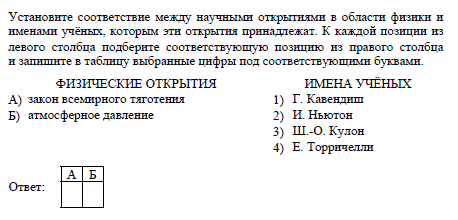 Установите соответствие между научными открытиями в области физики и
именами учёных, которым эти открытия принадлежат. К каждой позиции из
левого столбца подберите соответствующую позицию из правого столбца
и запишите в таблицу выбранные цифры под соответствующими буквами.
ФИЗИЧЕСКИЕ ОТКРЫТИЯ
А) закон всемирного тяготения
Б) атмосферное давление
ИМЕНА УЧЁНЫХ
1) Г. Кавендиш
2) И. Ньютон
3) Ш.-О. Кулон
4) Е. Торричелли
А Б
Ответ: